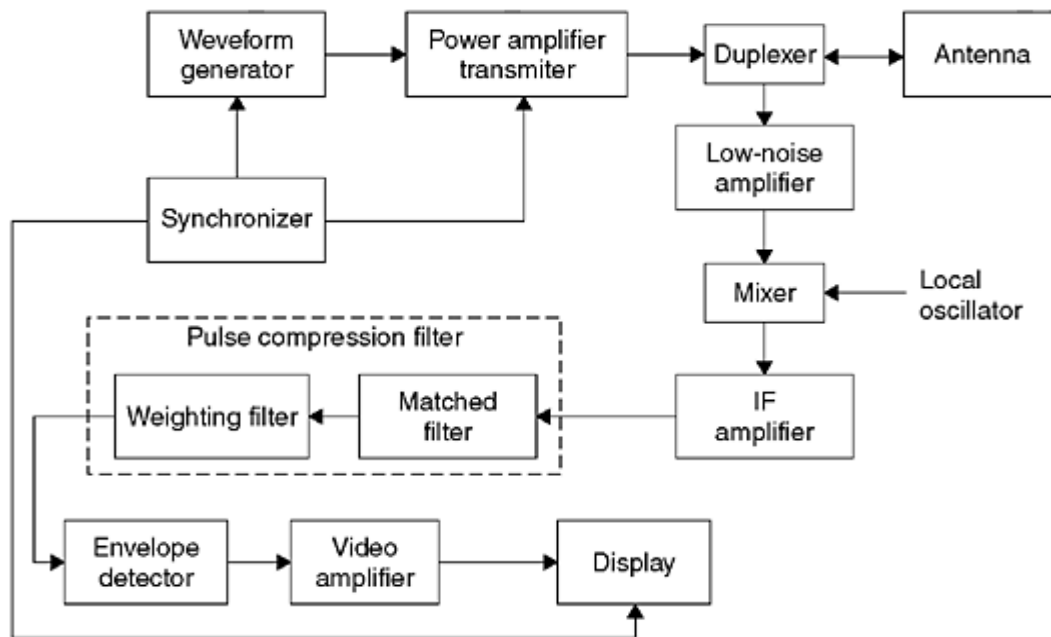 Weveform
generator
Power amplifier
transmiter
Duplexer
Antenna
Low-noise
amplifier
Synchronizer
Mixer
Local
oscillator
Pulse compression filter
Weighting filter
Matched
filter
IF
amplifier
Envelope
detector
Video
amplifier
Display